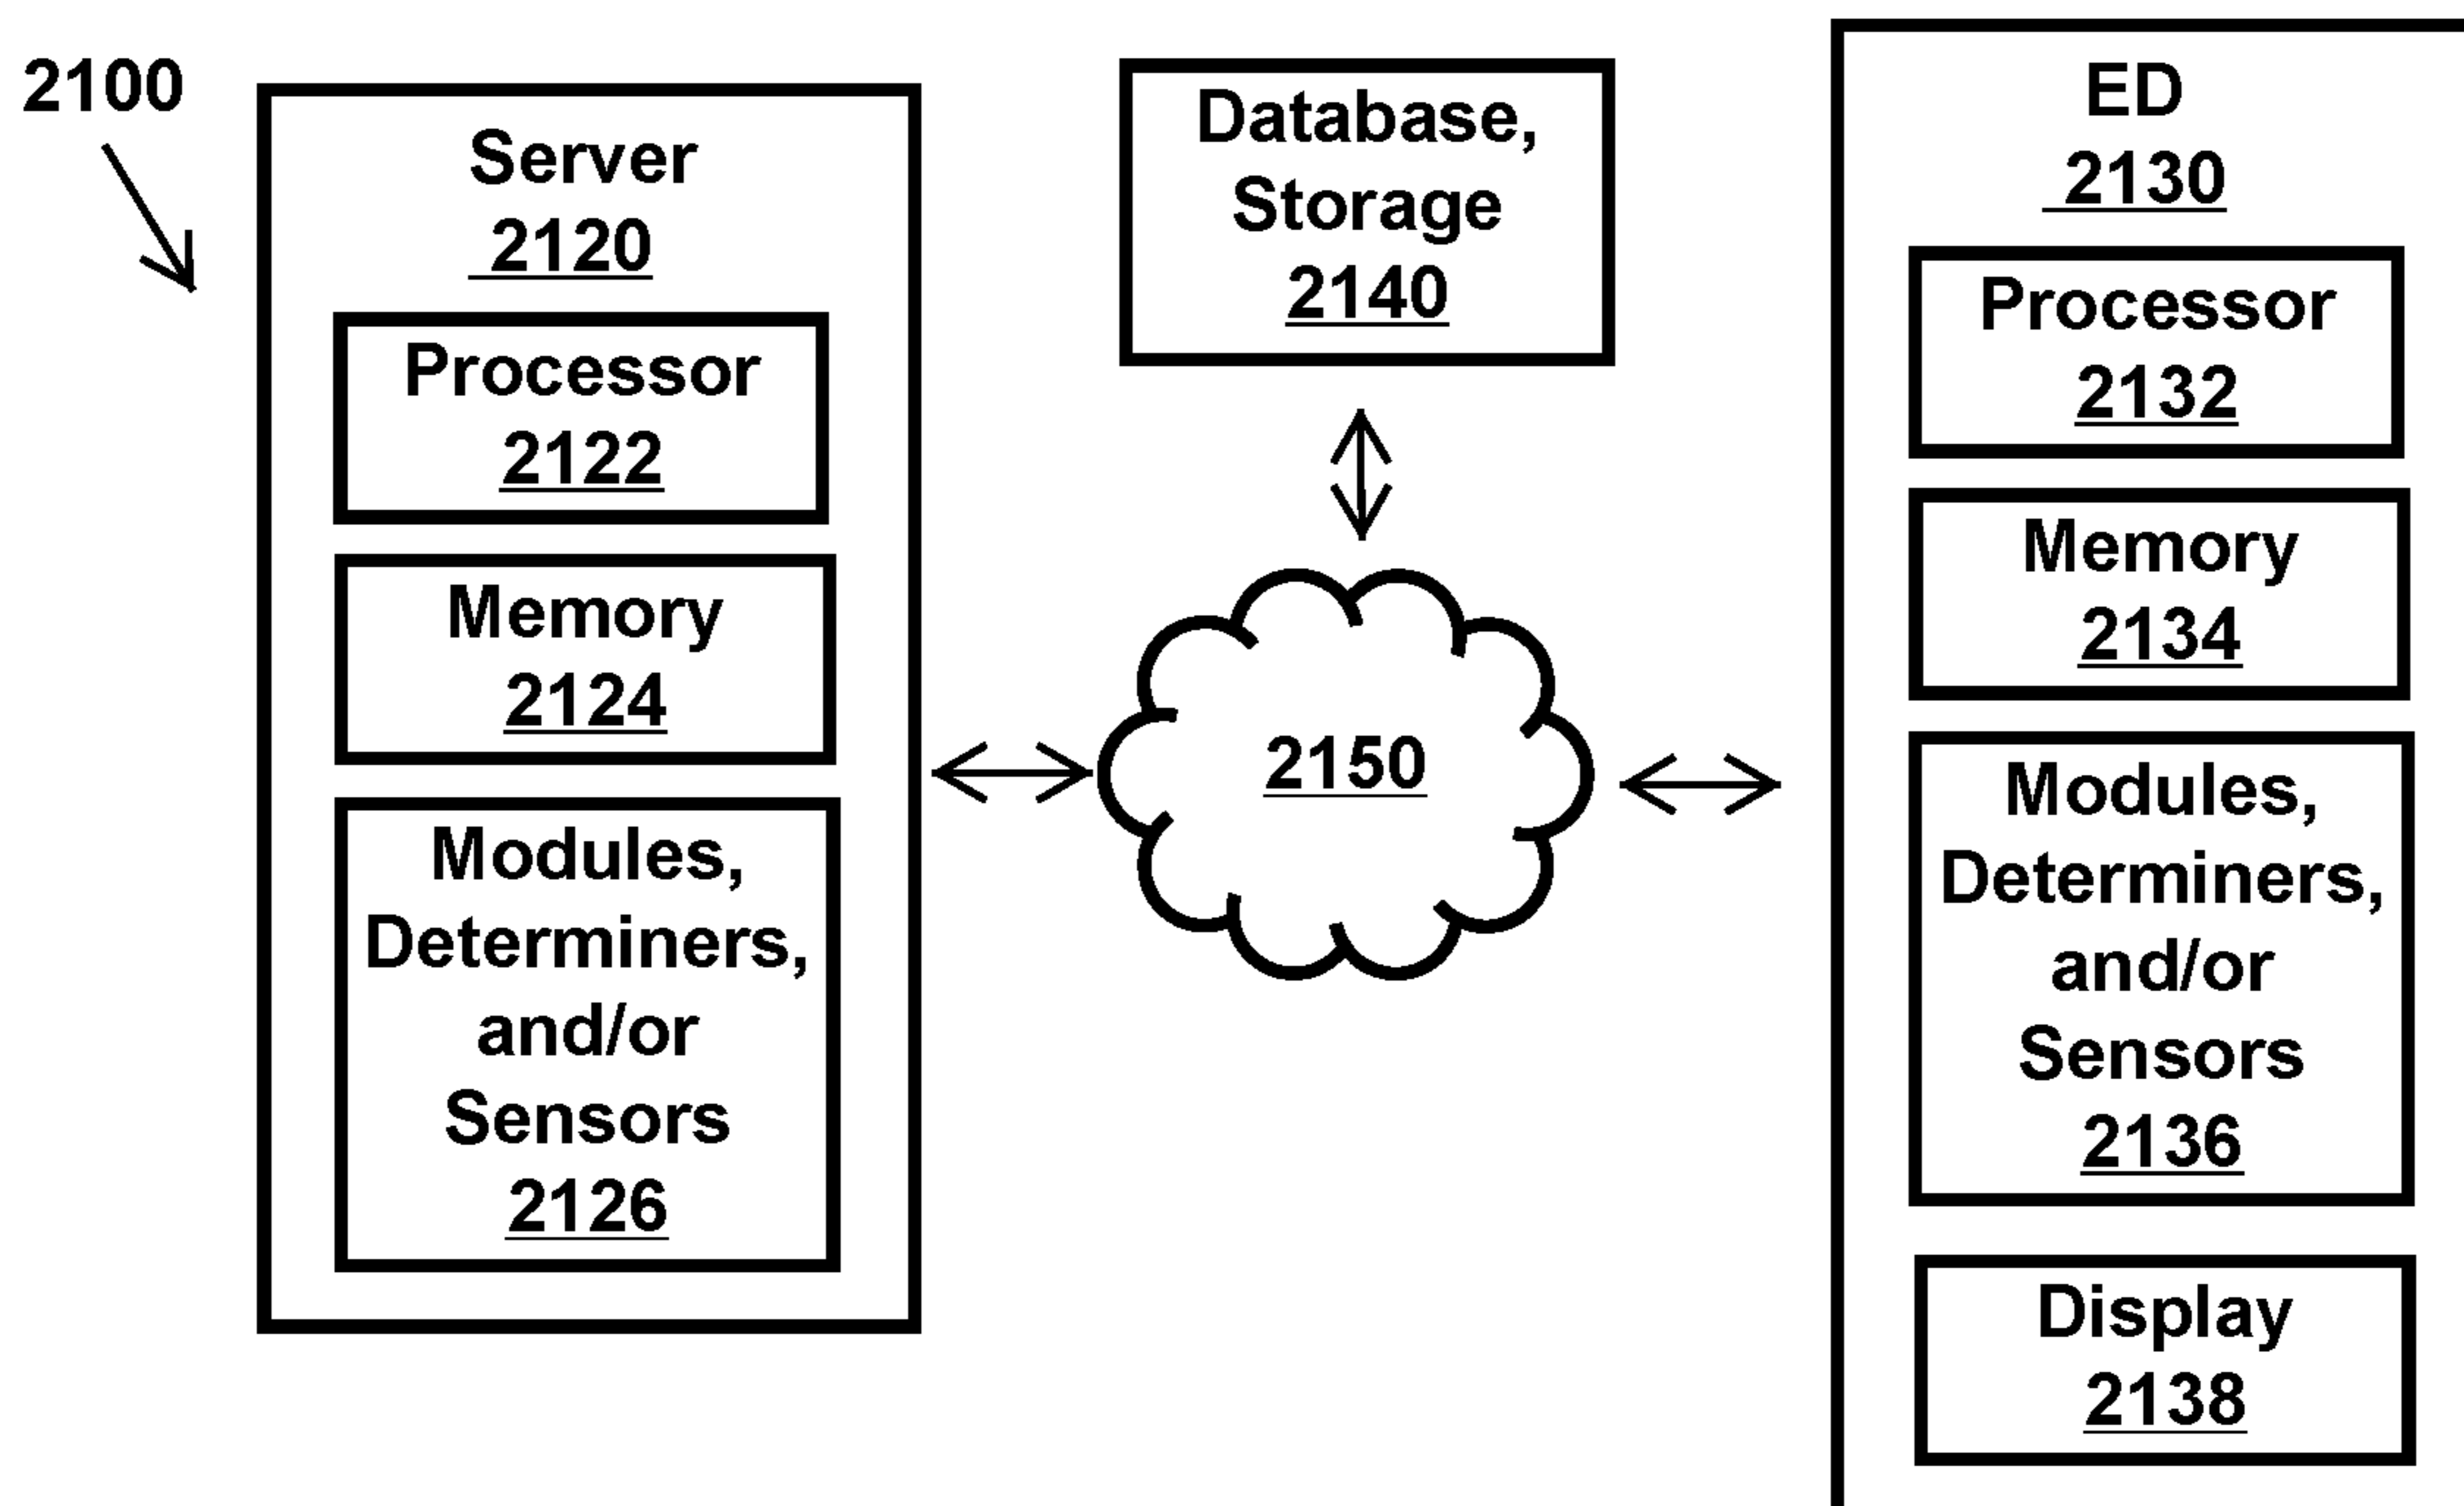 2100
Server
2120
Processor
2122
Memory
2124
Modules,
Determiners,
and/or
Sensors
2126
Database,
Storage
2140
2150
ED
2130
Processor
2132
Memory
2134
Modules,
Determiners,
and/or
Sensors
2136
Display
2138